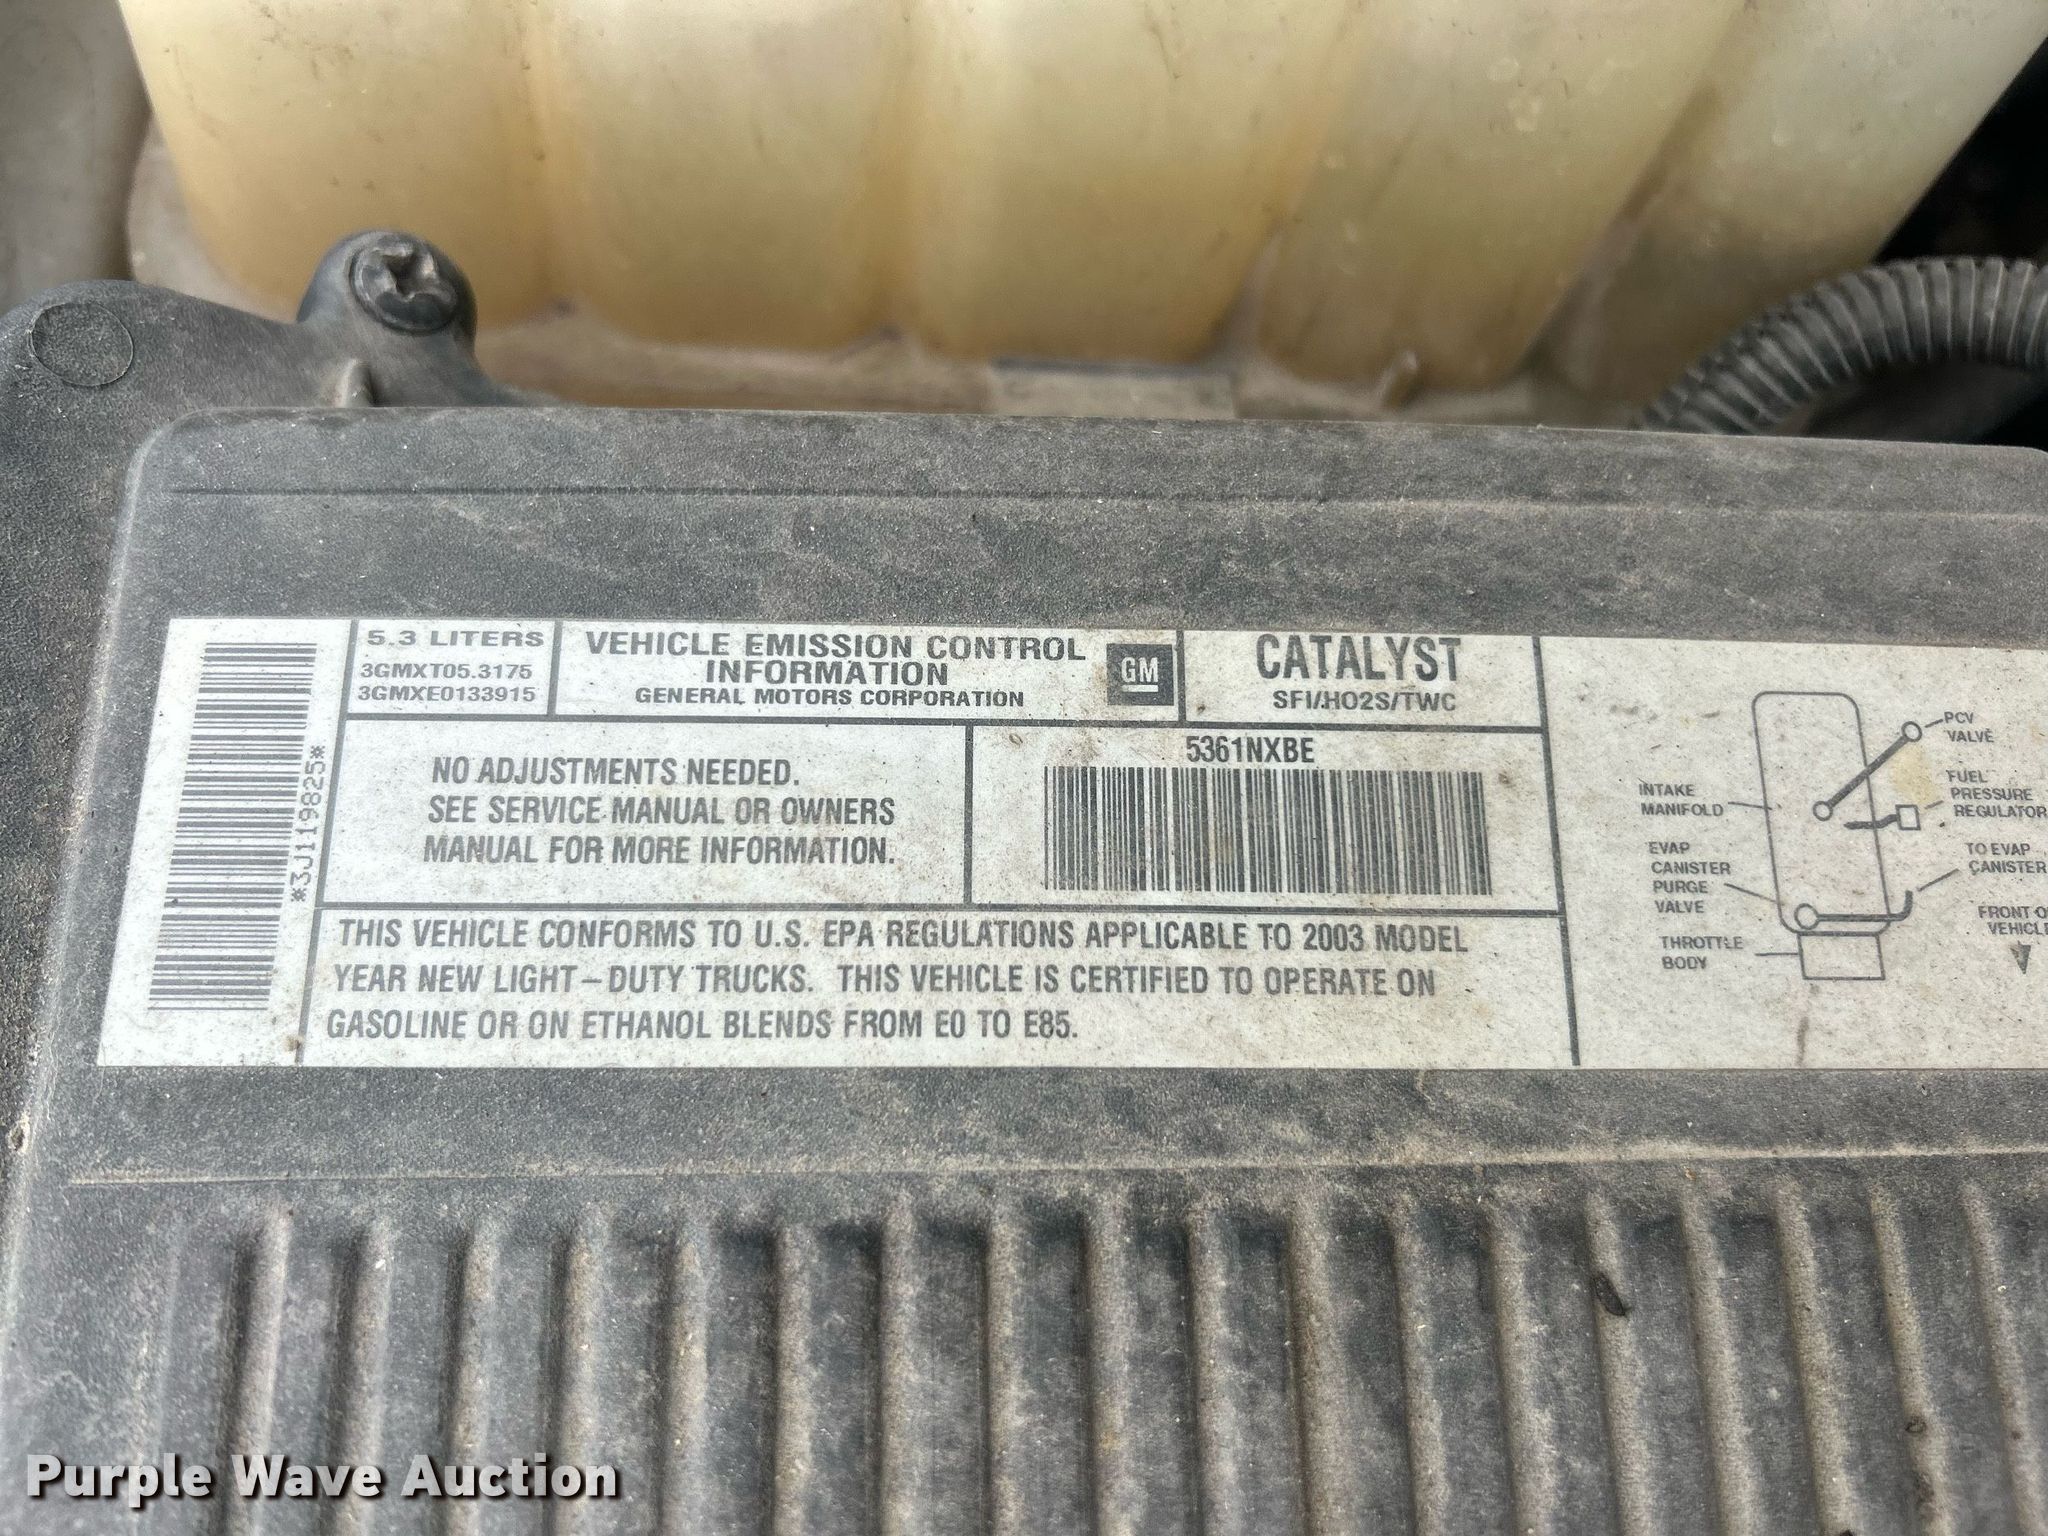 5.3 LITERS
3GMXT05.3175
3GMXE0133915
VEHICLE EMISSION CONTROL
INFORMATION
GENERAL MOTORS CORPORATION
GM
CATALYST
SFI/HO2S/TWC
*3J119825*
NO ADJUSTMENTS NEEDED.
SEE SERVICE MANUAL OR OWNERS
MANUAL FOR MORE INFORMATION.
5361NXBE
THIS VEHICLE CONFORMS TO U.S. EPA REGULATIONS APPLICABLE TO 2003 MODEL
YEAR NEW LIGHT-DUTY TRUCKS. THIS VEHICLE IS CERTIFIED TO OPERATE ON
GASOLINE OR ON ETHANOL BLENDS FROM E0 TO E85.
INTAKE
MANIFOLD
EVAP
CANISTER
PURGE
VALVE
THROTTLE
BODY
PCV
VALVE
FUEL
PRESSURE
REGULATOR
TO EVAP
CANISTER
FRONT
VEHICLE
Purple Wave Auction